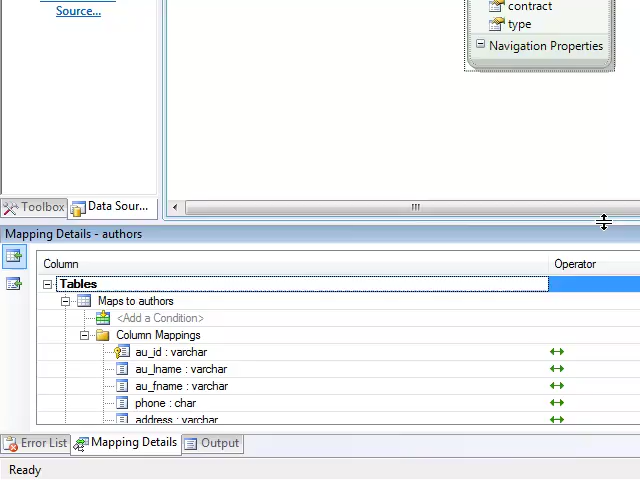 Source...
contract
type
Navigation Properties
Toolbox
Data Sour...
Mapping Details - authors
Column
Operator
Tables
Maps to authors
<Add a Condition>
Column Mappings
au_id : varchar
au_lname : varchar
au_fname : varchar
phone : char
address : varchar
Error List
Mapping Details
Output
Ready